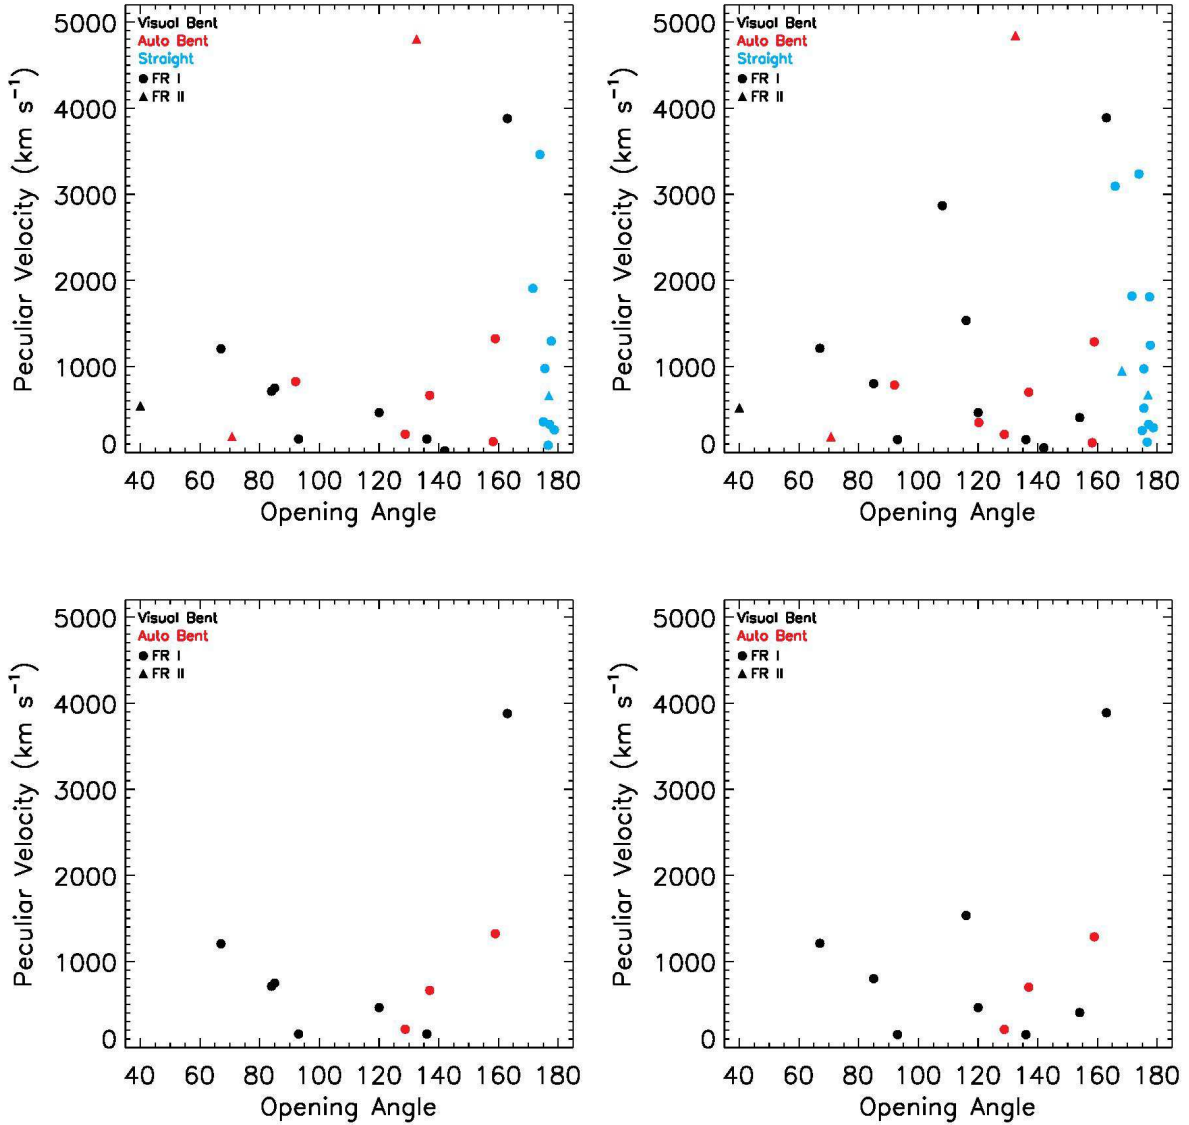 Visual Bent
Auto Bent
Straight
FR I
FR II
5000
4000
3000
2000
1000
0
Peculiar Velocity (km s⁻¹)
40 60 80 100 120 140 160 180
Opening Angle
Visual Bent
Auto Bent
Straight
FR I
FR II
5000
4000
3000
2000
1000
0
Peculiar Velocity (km s⁻¹)
40 60 80 100 120 140 160 180
Opening Angle
Visual Bent
Auto Bent
FR I
FR II
5000
4000
3000
2000
1000
0
Peculiar Velocity (km s⁻¹)
40 60 80 100 120 140 160 180
Opening Angle
Visual Bent
Auto Bent
FR I
FR II
5000
4000
3000
2000
1000
0
Peculiar Velocity (km s⁻¹)
40 60 80 100 120 140 160 180
Opening Angle